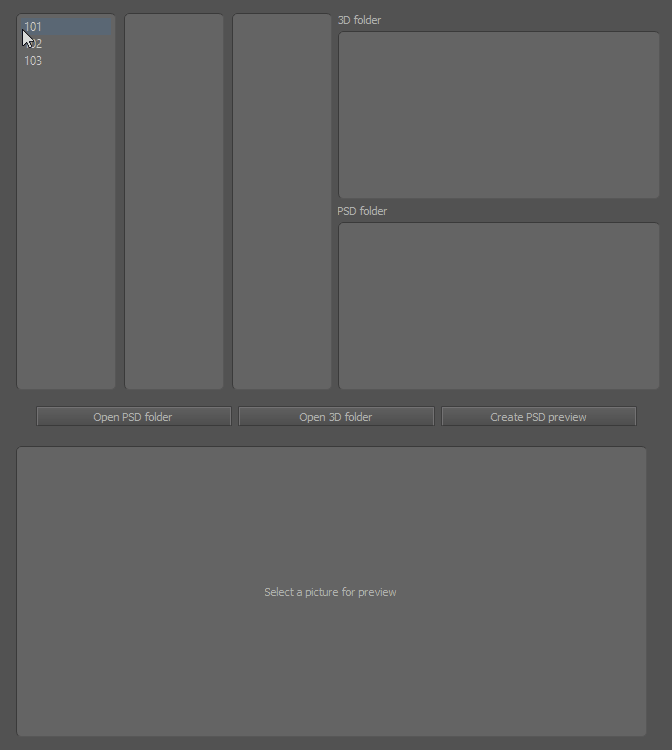 101
102
103
3D folder
PSD folder
Open PSD folder
Open 3D folder
Create PSD preview
Select a picture for preview